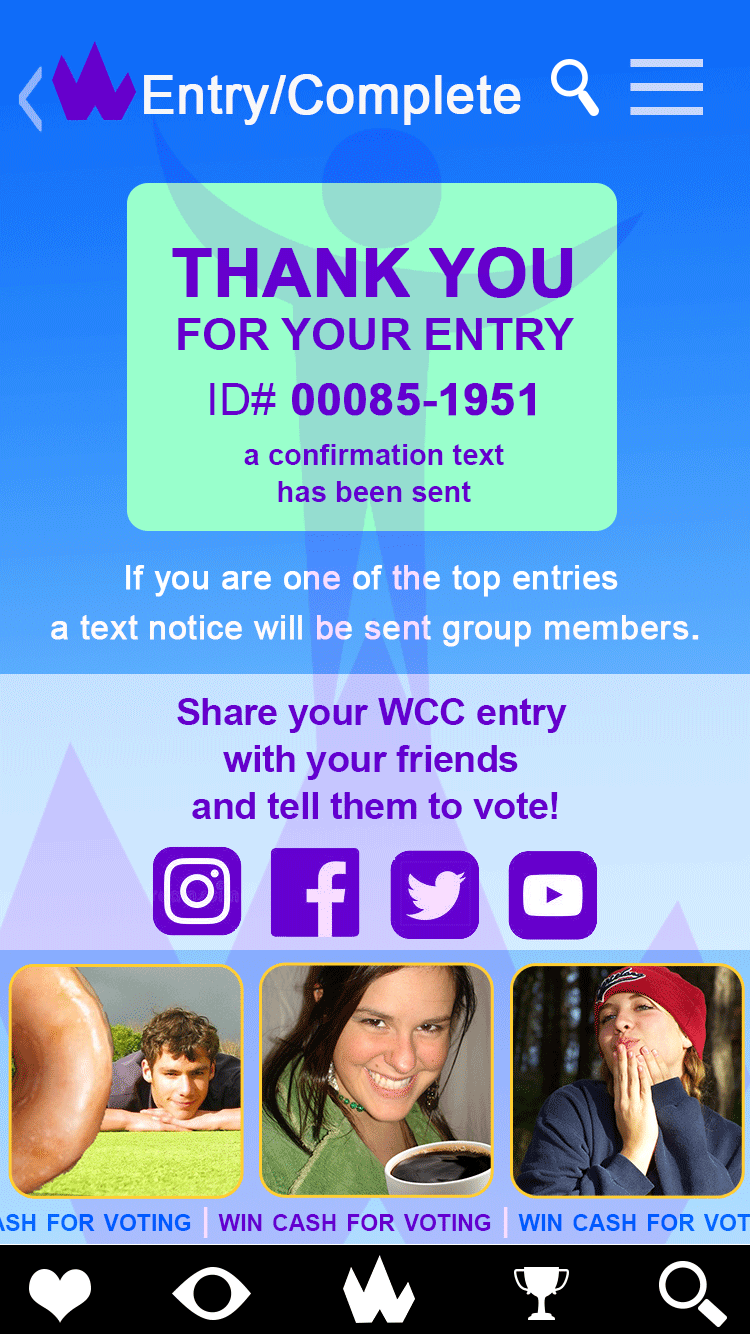 Entry/Complete
THANK YOU
FOR YOUR ENTRY
ID# 00085-1951
a confirmation text
has been sent
If you are one of the top entries
a text notice will be sent group members.
Share your WCC entry
with your friends
and tell them to vote!
ASH FOR VOTING | WIN CASH FOR VOTING | WIN CASH FOR VOT